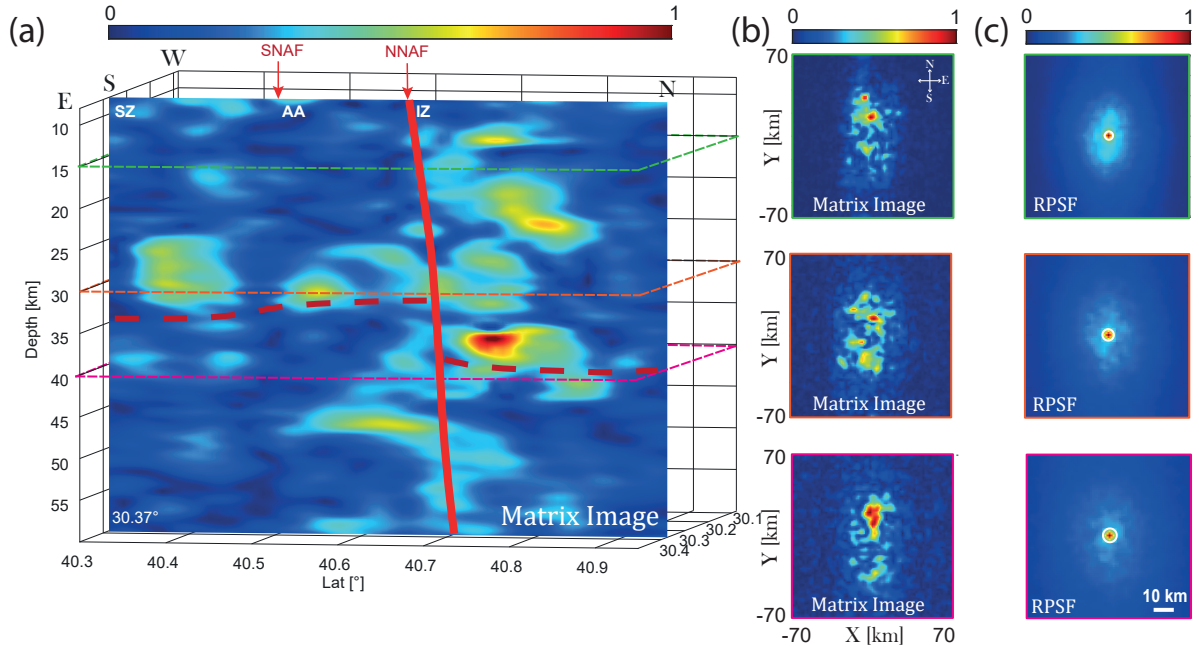 (a)
0
1
SNAF
NNAF
E
S
W
N
SZ
AA
IZ
10
15
20
25
30
35
40
45
50
55
Depth [km]
30.37°
Matrix Image
40.3
40.4
40.5
40.6
40.7
40.8
40.9
Lat [°]
30.4
30.3
30.2
30.1
(b)
0
1
70
Y [km]
-70
N
E
S
Matrix Image
70
Y [km]
-70
Matrix Image
70
Y [km]
-70
Matrix Image
-70
X [km]
70
(c)
0
1
RPSF
RPSF
RPSF
10 km